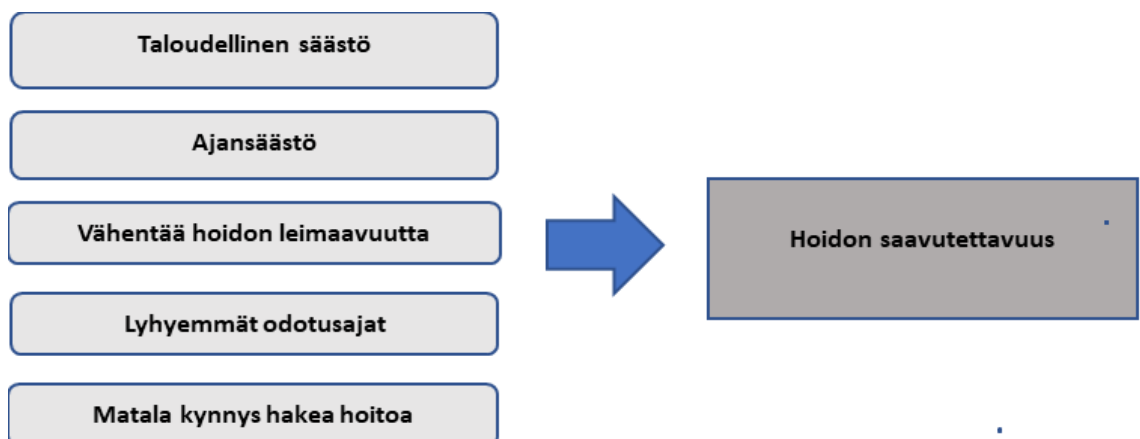 Taloudellinen säästö
Ajansäästö
Vähentää hoidon leimaavuutta
Hoidon saavutettavuus
Lyhyemmät odotusajat
Matala kynnys hakea hoitoa